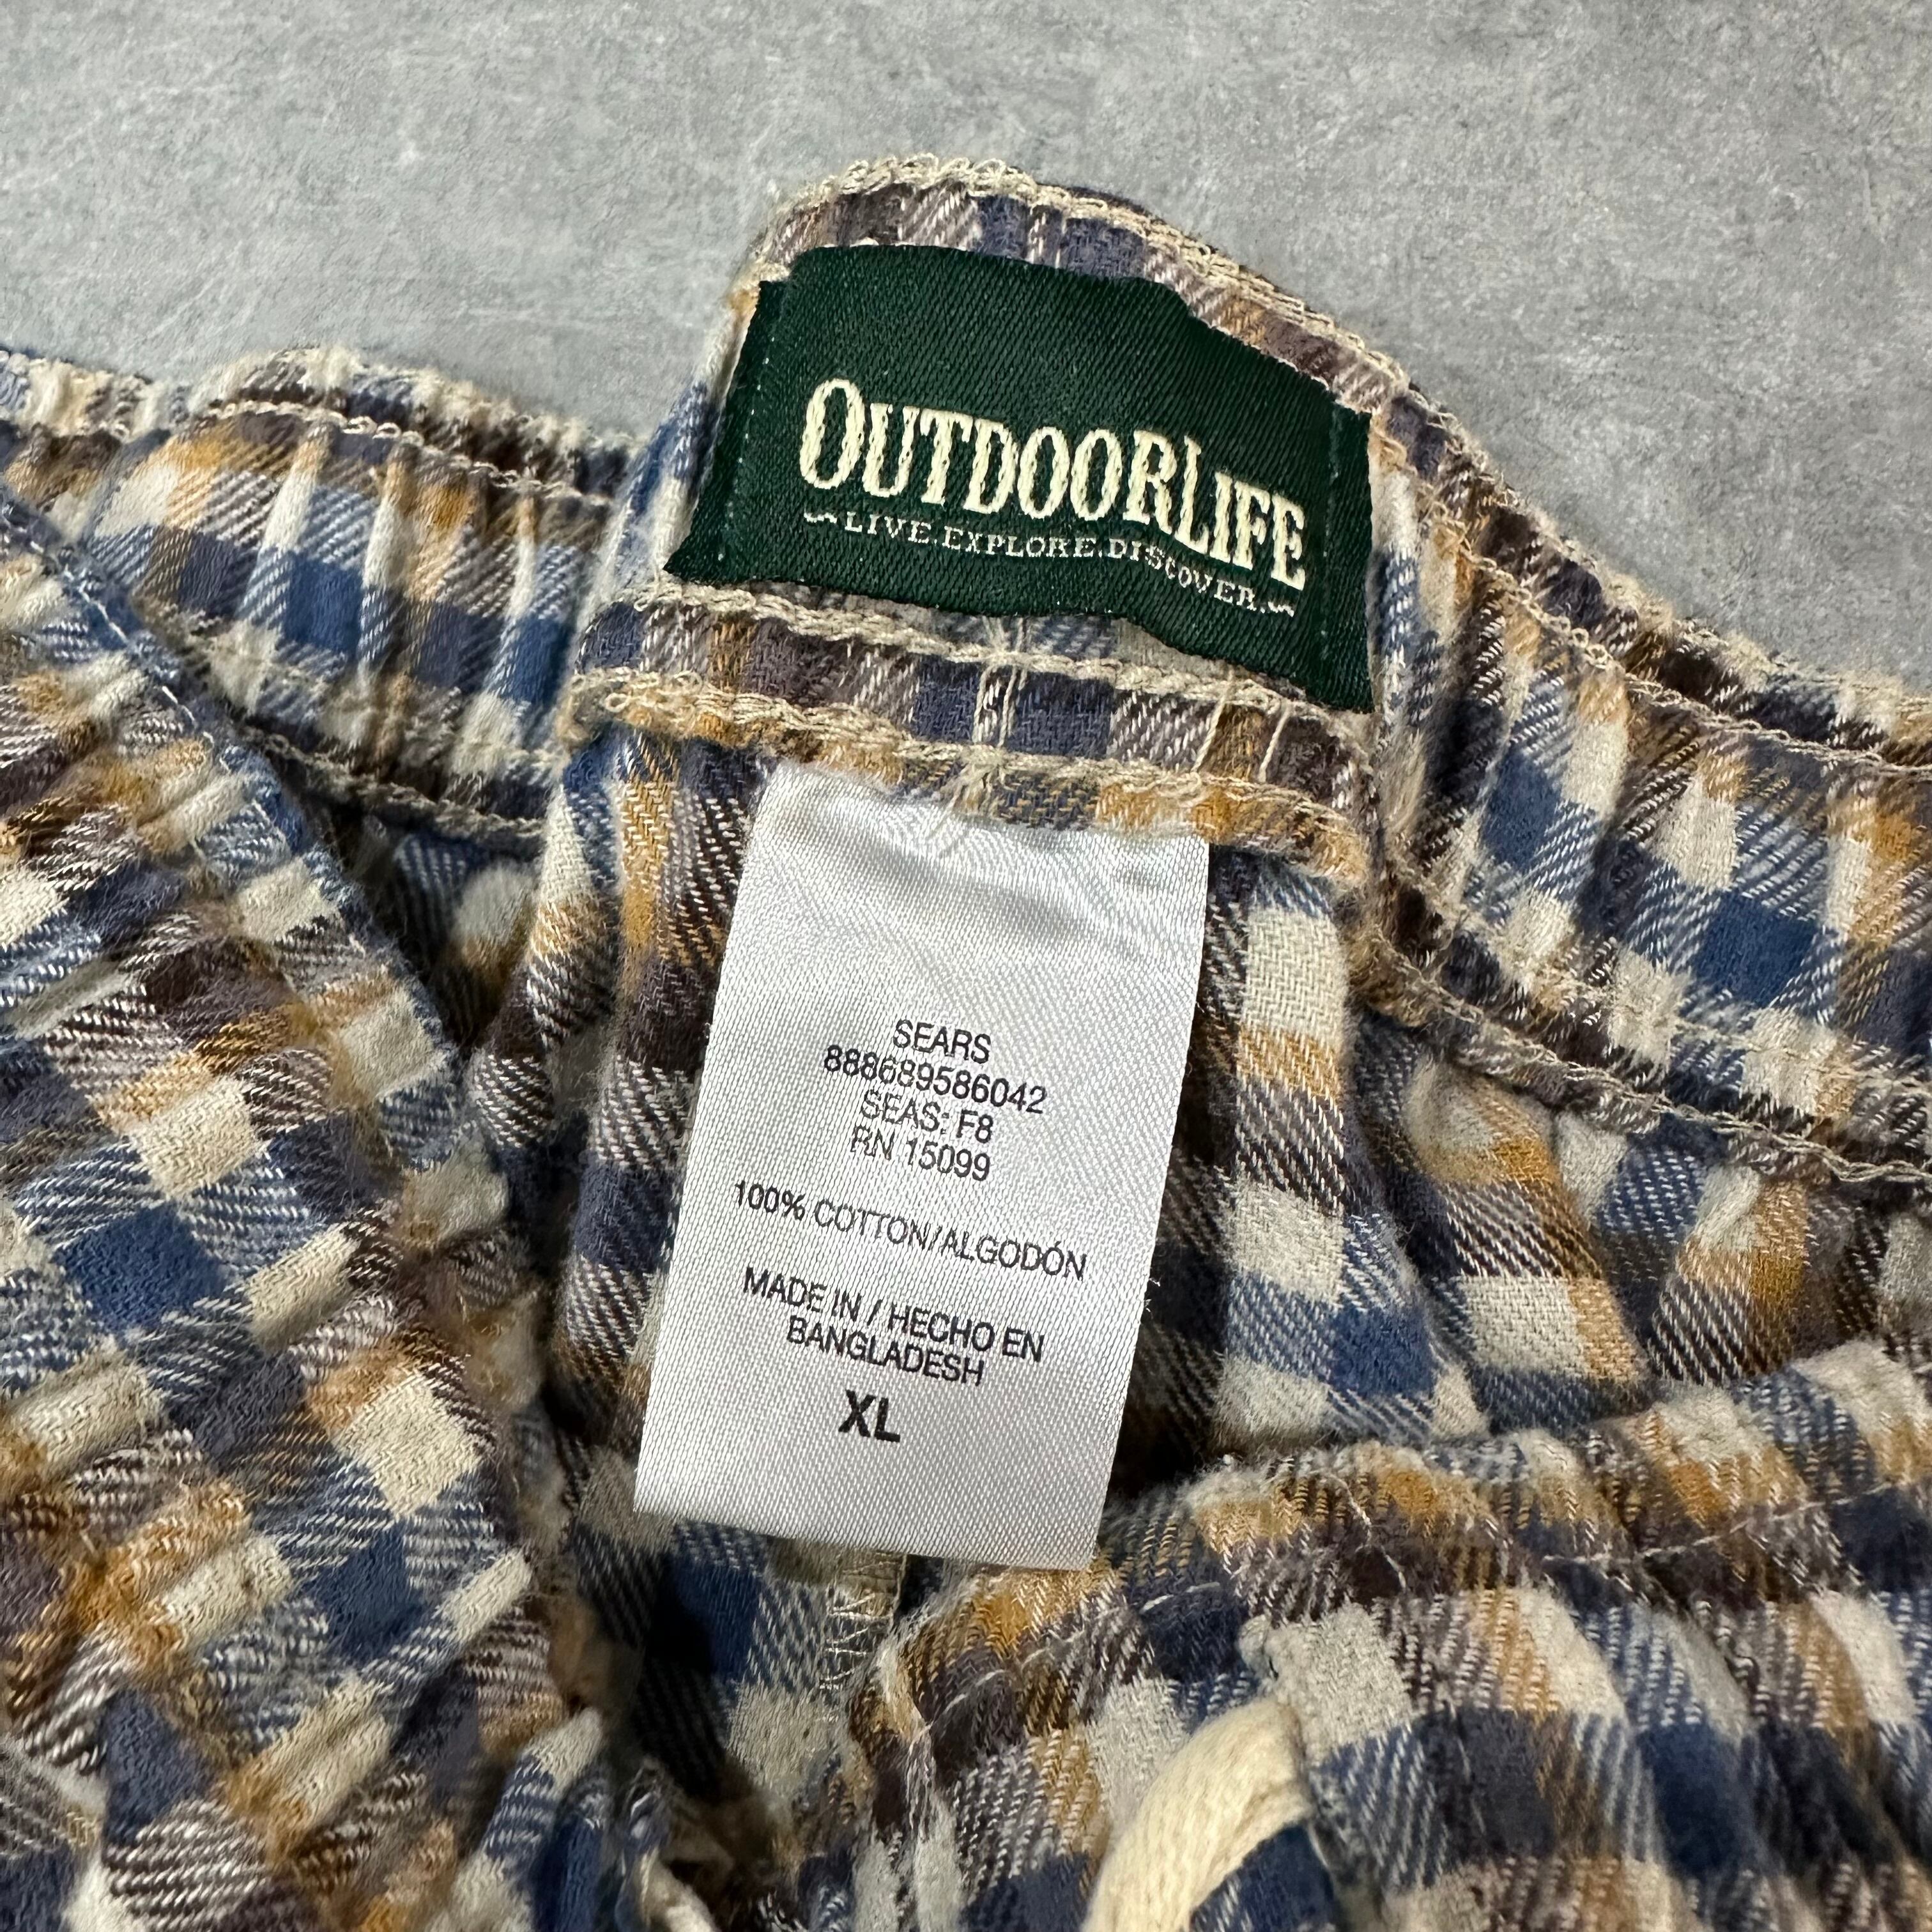 OUTDOORLIFE
LIVE.EXPLORE.DISCOVER.
SEARS
888689586042
SEAS: F8
RN 15099
100% COTTON/ALGODÓN
MADE IN / HECHO EN
BANGLADESH
XL